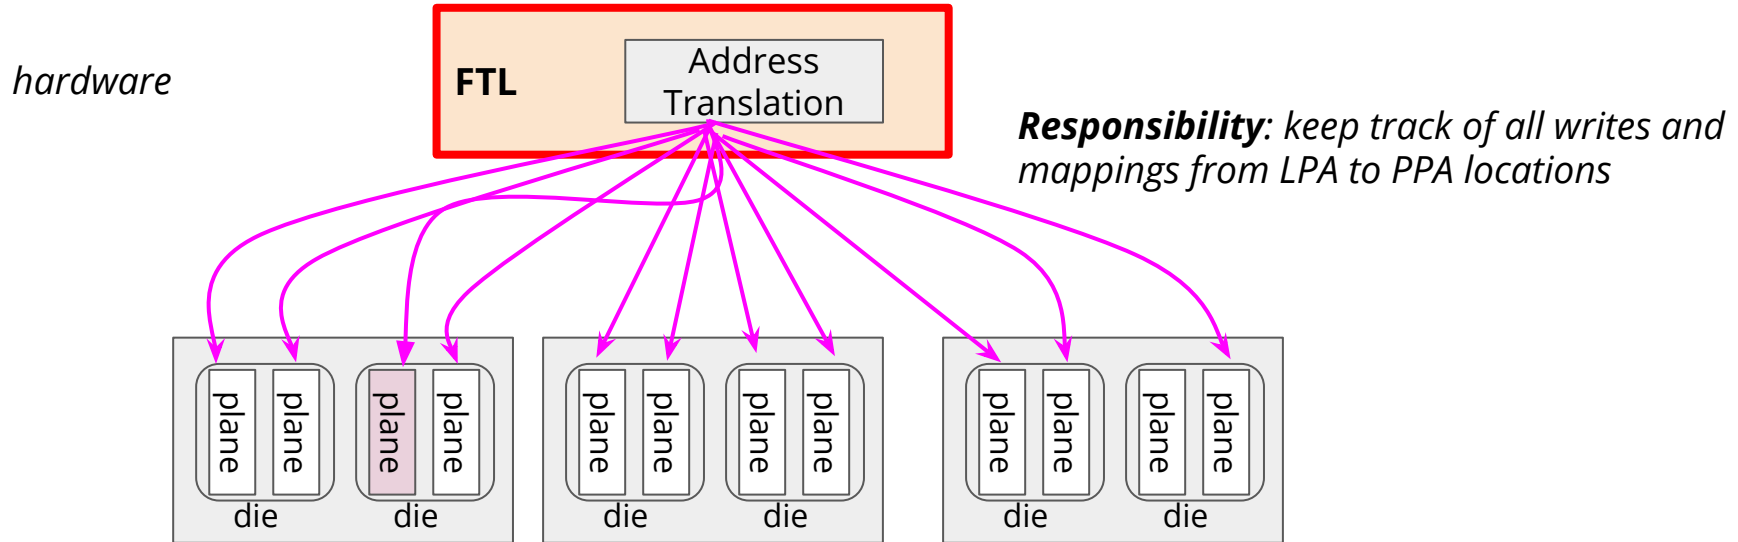 hardware
FTL
Address
Translation
Responsibility: keep track of all writes and
mappings from LPA to PPA locations
plane
plane
plane
plane
plane
plane
plane
plane
plane
plane
plane
plane
die
die
die
die
die
die